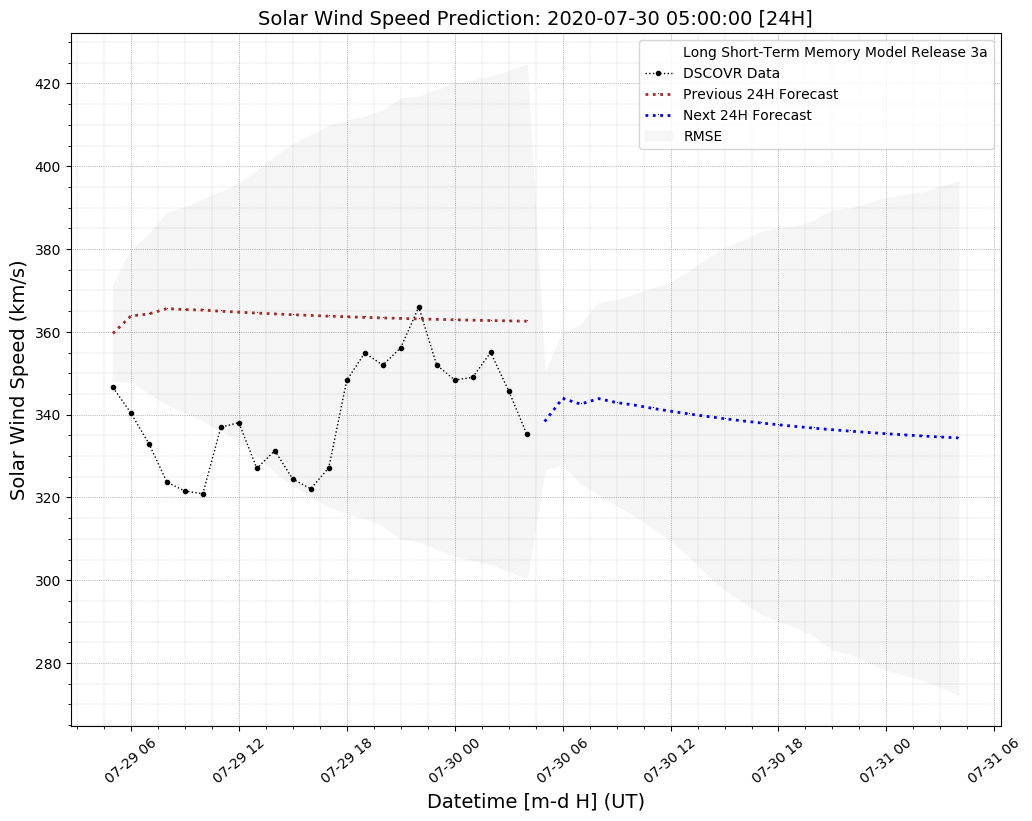 Solar Wind Speed Prediction: 2020-07-30 05:00:00 [24H]
Long Short-Term Memory Model Release 3a
DSCOVR Data
Previous 24H Forecast
Next 24H Forecast
RMSE
Solar Wind Speed (km/s)
420
400
380
360
340
320
300
280
07-29 06
07-29 12
07-29 18
07-30 00
07-30 06
07-30 12
07-30 18
07-31 00
07-31 06
Datetime [m-d H] (UT)